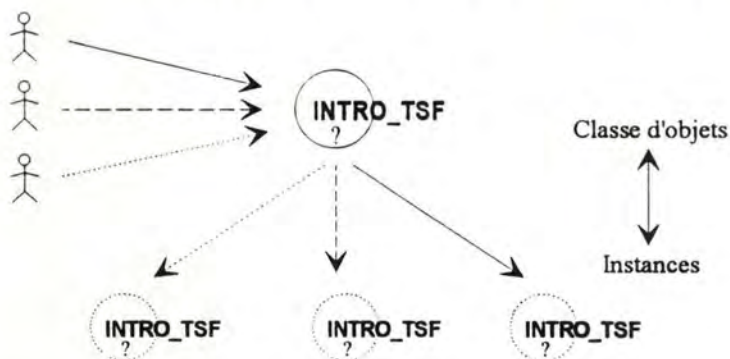 INTRO_TSF
?
Classe d'objets
Instances
INTRO_TSF
?
INTRO_TSF
?
INTRO_TSF
?